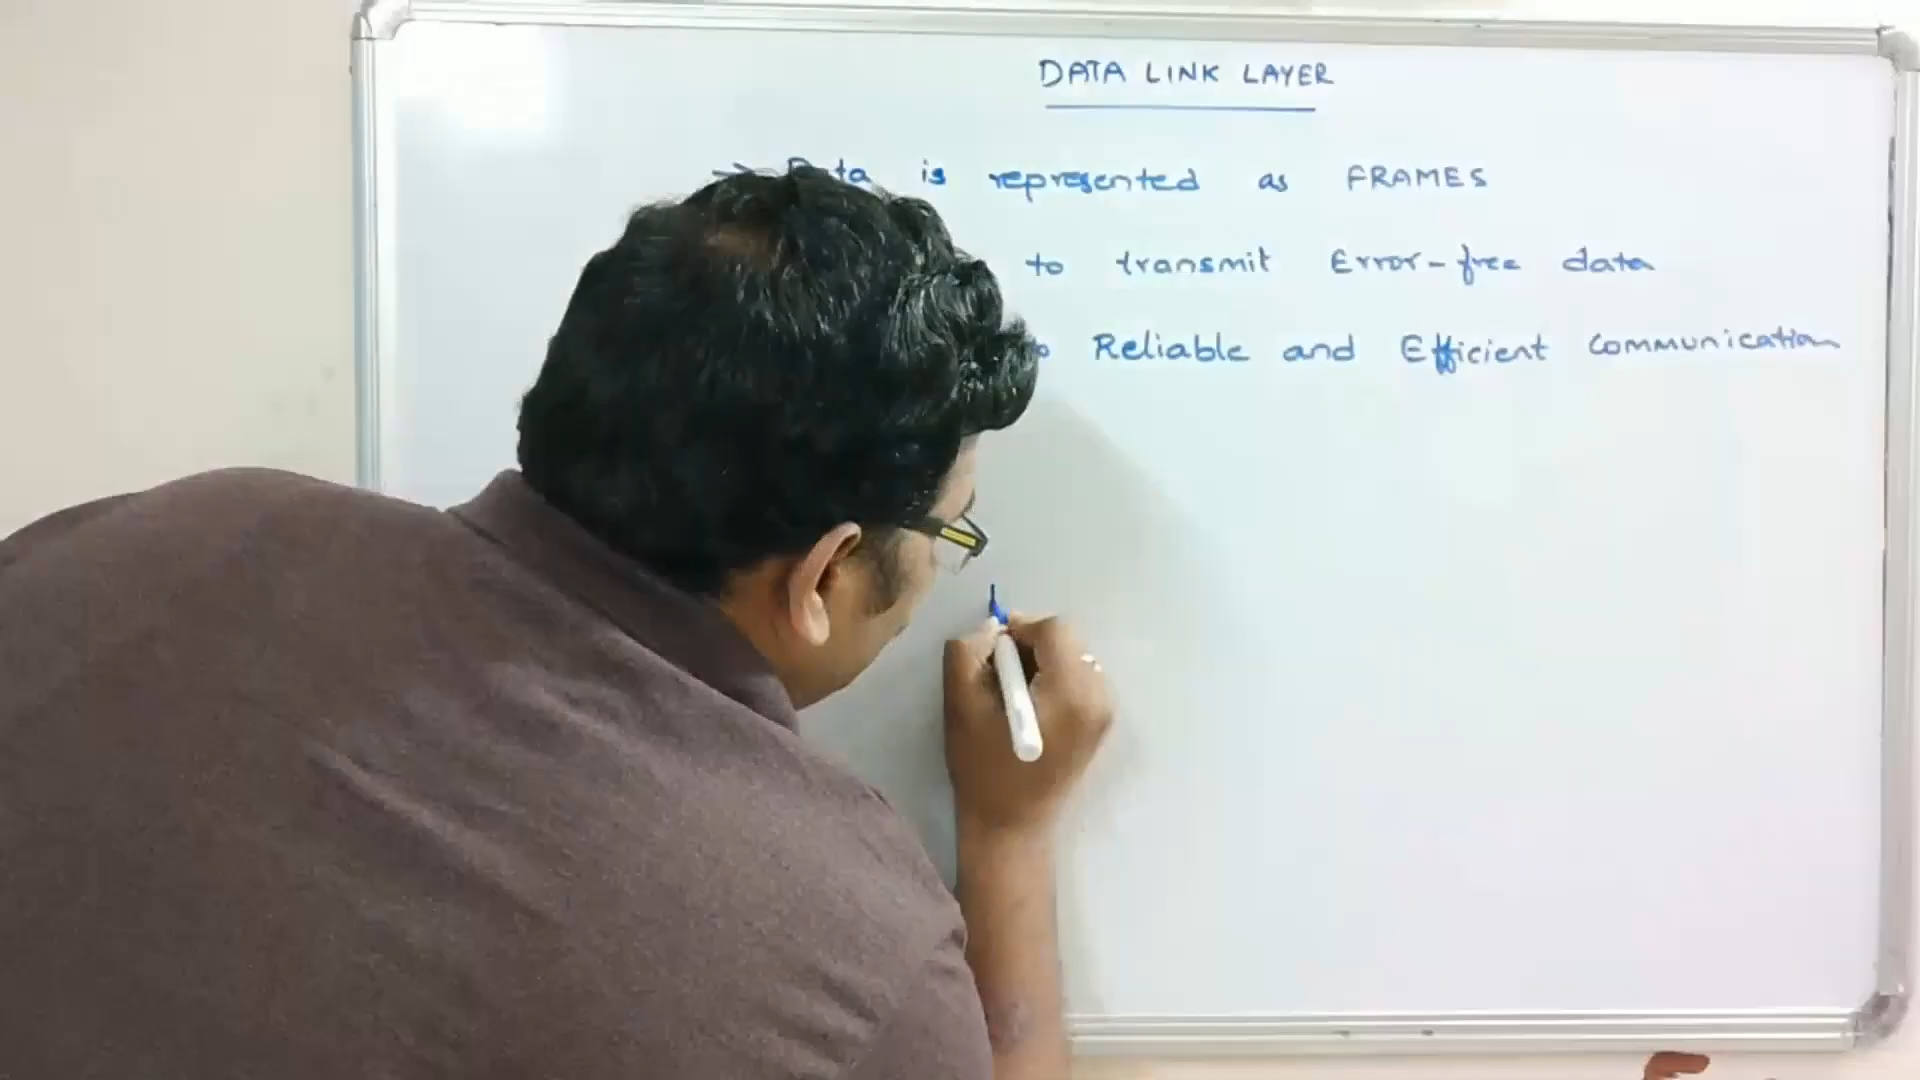 DATA LINK LAYER
→ Data is represented as FRAMES
to transmit Error-free data
Reliable and Efficient Communication